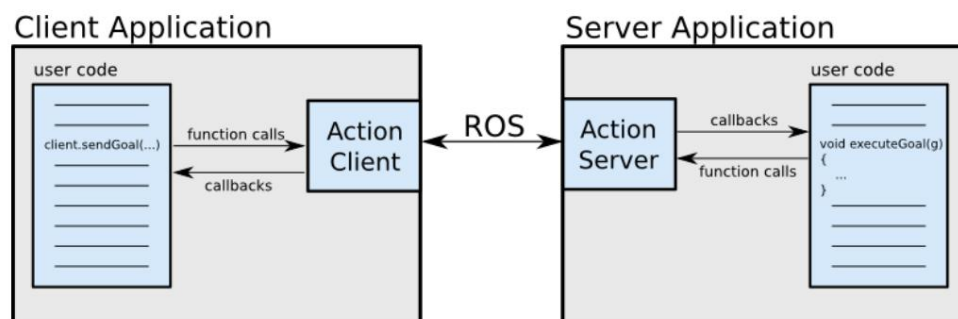 Client Application
user code
client.sendGoal(...)
function calls
callbacks
Action
Client
ROS
Server Application
Action
Server
callbacks
function calls
user code
void executeGoal(g)
{
...
}